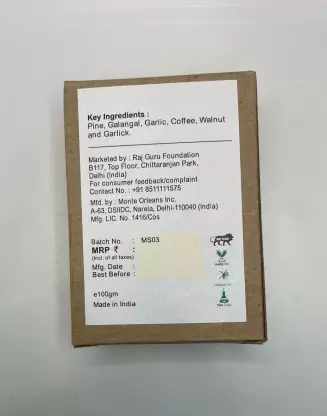 Key Ingredients :
Pine, Galangal, Garlic, Coffee, Walnut
and Garlick.
Marketed by : Raj Guru Foundation
B117, Top Floor, Chittaranjan Park,
Delhi (India)
For consumer feedback/complaint
Contact No. : +91 8511111575
Mfd. by : Monte Orleans Inc.
A-63, DSIIDC, Narela, Delhi-110040 (India)
Mfg. LIC. No. 1416/Cos
Batch No. : MS03
MRP ₹ :
(Incl. of all taxes)
Mfg. Date :
Best Before :
e100gm
Made in India